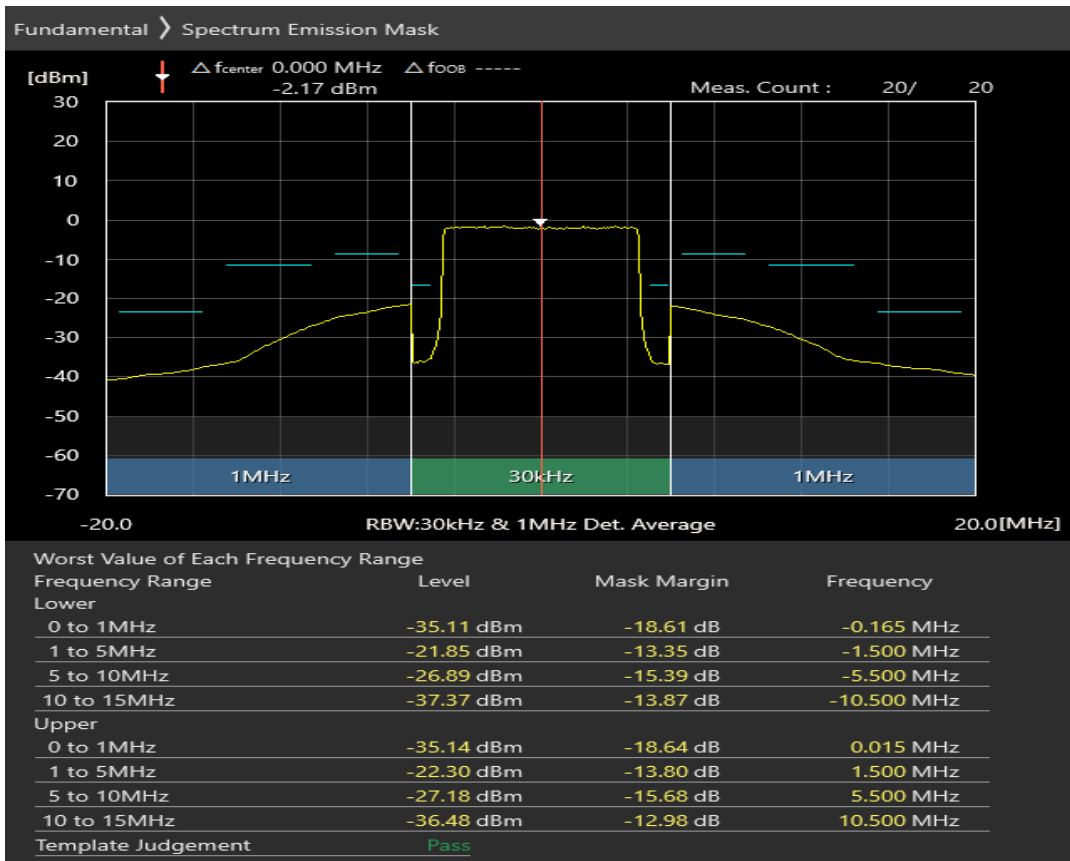 Fundamental ❯ Spectrum Emission Mask
[dBm] △ fcenter 0.000 MHz △ fOOB -----
-2.17 dBm Meas. Count : 20/ 20
30
20
10
0
-10
-20
-30
-40
-50
-60
1MHz 30kHz 1MHz
-70
-20.0 RBW:30kHz & 1MHz Det. Average 20.0[MHz]
Worst Value of Each Frequency Range
Frequency Range Level Mask Margin Frequency
Lower
0 to 1MHz -35.11 dBm -18.61 dB -0.165 MHz
1 to 5MHz -21.85 dBm -13.35 dB -1.500 MHz
5 to 10MHz -26.89 dBm -15.39 dB -5.500 MHz
10 to 15MHz -37.37 dBm -13.87 dB -10.500 MHz
Upper
0 to 1MHz -35.14 dBm -18.64 dB 0.015 MHz
1 to 5MHz -22.30 dBm -13.80 dB 1.500 MHz
5 to 10MHz -27.18 dBm -15.68 dB 5.500 MHz
10 to 15MHz -36.48 dBm -12.98 dB 10.500 MHz
Template Judgement Pass